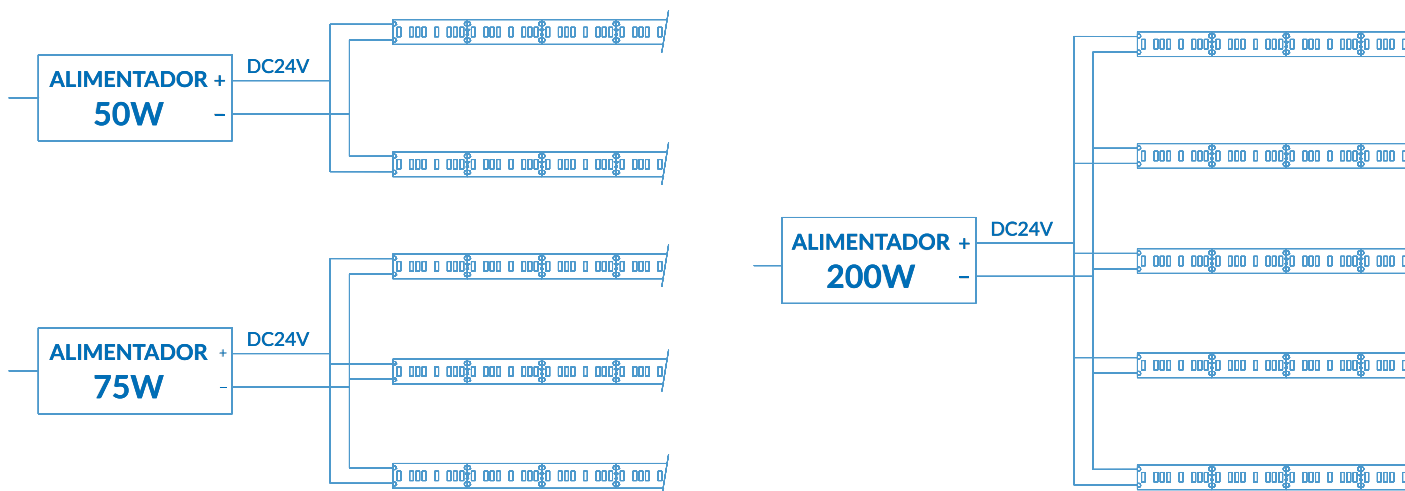 DC24V
ALIMENTADOR +
50W −
DC24V
ALIMENTADOR +
75W −
DC24V
ALIMENTADOR +
200W −